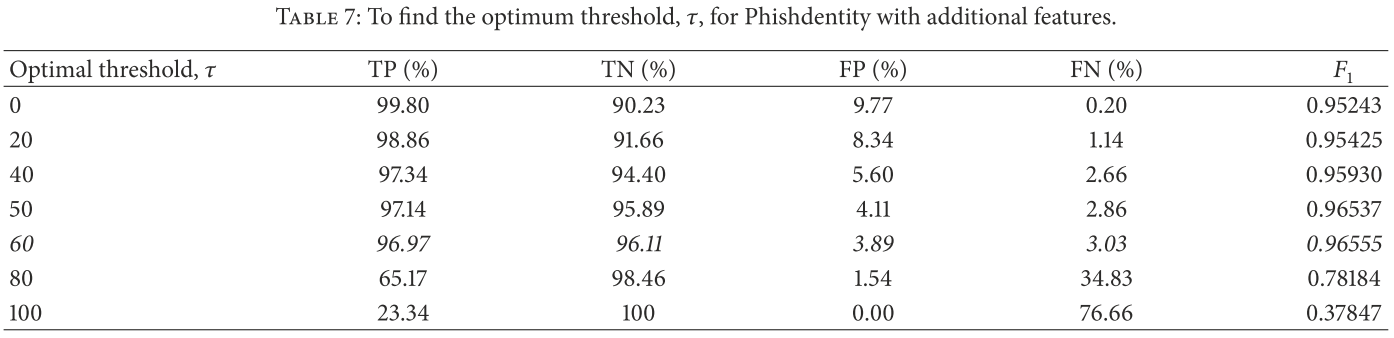 TABLE 7: To find the optimum threshold, τ, for Phishdentity with additional features.
Optimal threshold, τ TP (%) TN (%) FP (%) FN (%) F1
0 99.80 90.23 9.77 0.20 0.95243
20 98.86 91.66 8.34 1.14 0.95425
40 97.34 94.40 5.60 2.66 0.95930
50 97.14 95.89 4.11 2.86 0.96537
60 96.97 96.11 3.89 3.03 0.96555
80 65.17 98.46 1.54 34.83 0.78184
100 23.34 100 0.00 76.66 0.37847